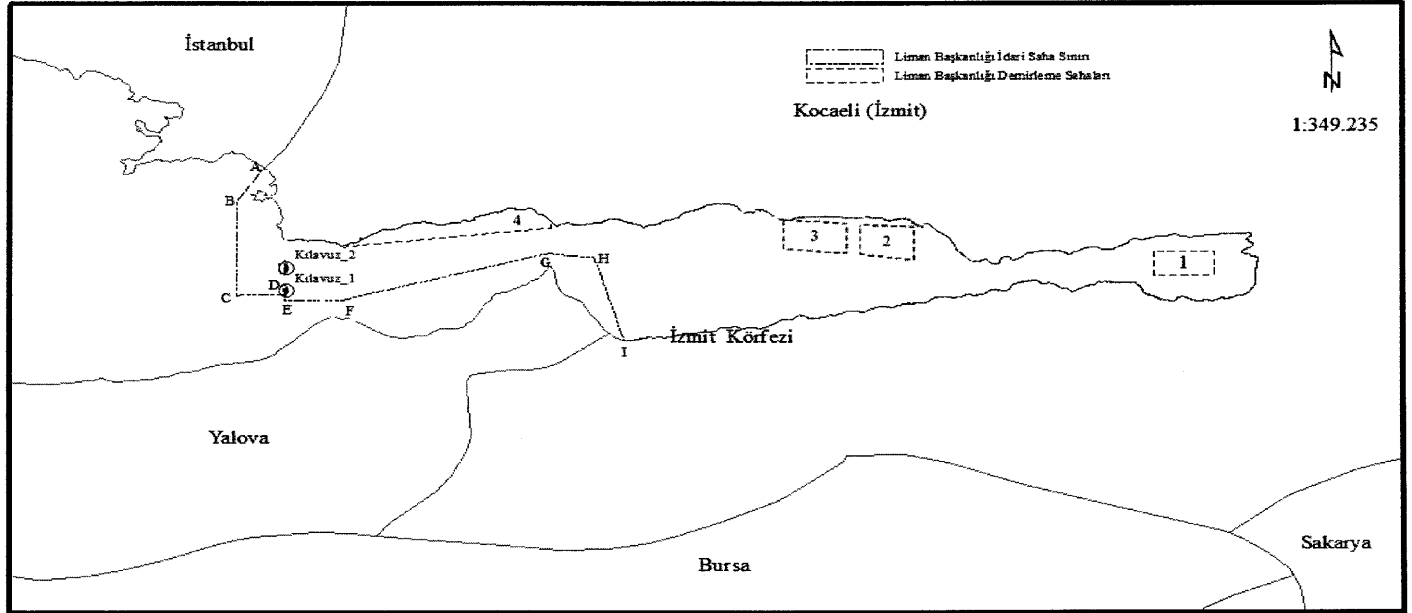 İstanbul
Liman Başkanlığı İdari Saha Sınırı
Liman Başkanlığı Demirleme Sahaları
N
Kocaeli (İzmit)
1:349.235
A
B
4
3
2
1
Kılavuz_2
G
H
Kılavuz_1
D
C
E
F
İzmit Körfezi
I
Yalova
Sakarya
Bursa